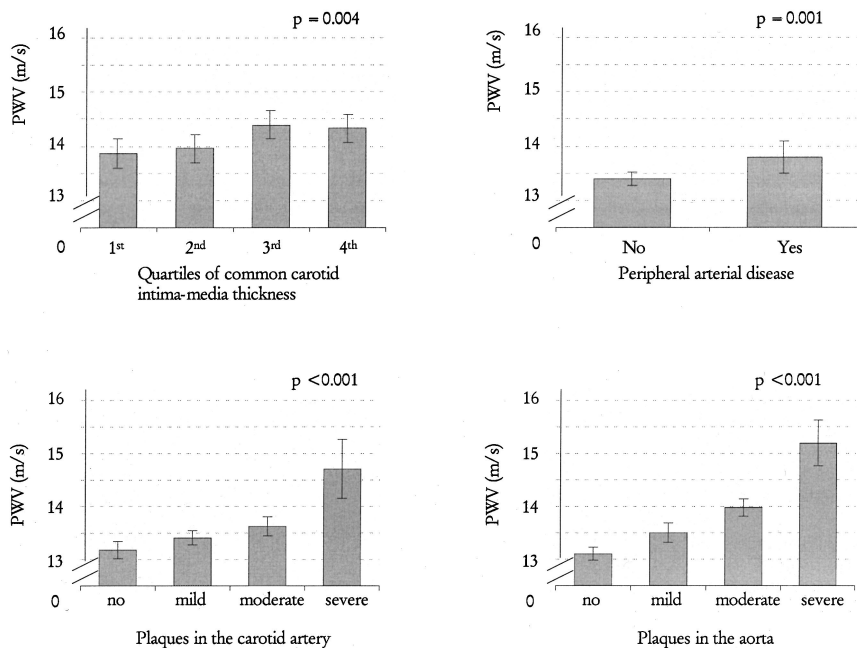 p = 0.004
16
15
14
13
0
PWV (m/s)
1st 2nd 3rd 4th
Quartiles of common carotid
intima-media thickness
p = 0.001
16
15
14
13
0
PWV (m/s)
No Yes
Peripheral arterial disease
p <0.001
16
15
14
13
0
PWV (m/s)
no mild moderate severe
Plaques in the carotid artery
p <0.001
16
15
14
13
0
PWV (m/s)
no mild moderate severe
Plaques in the aorta